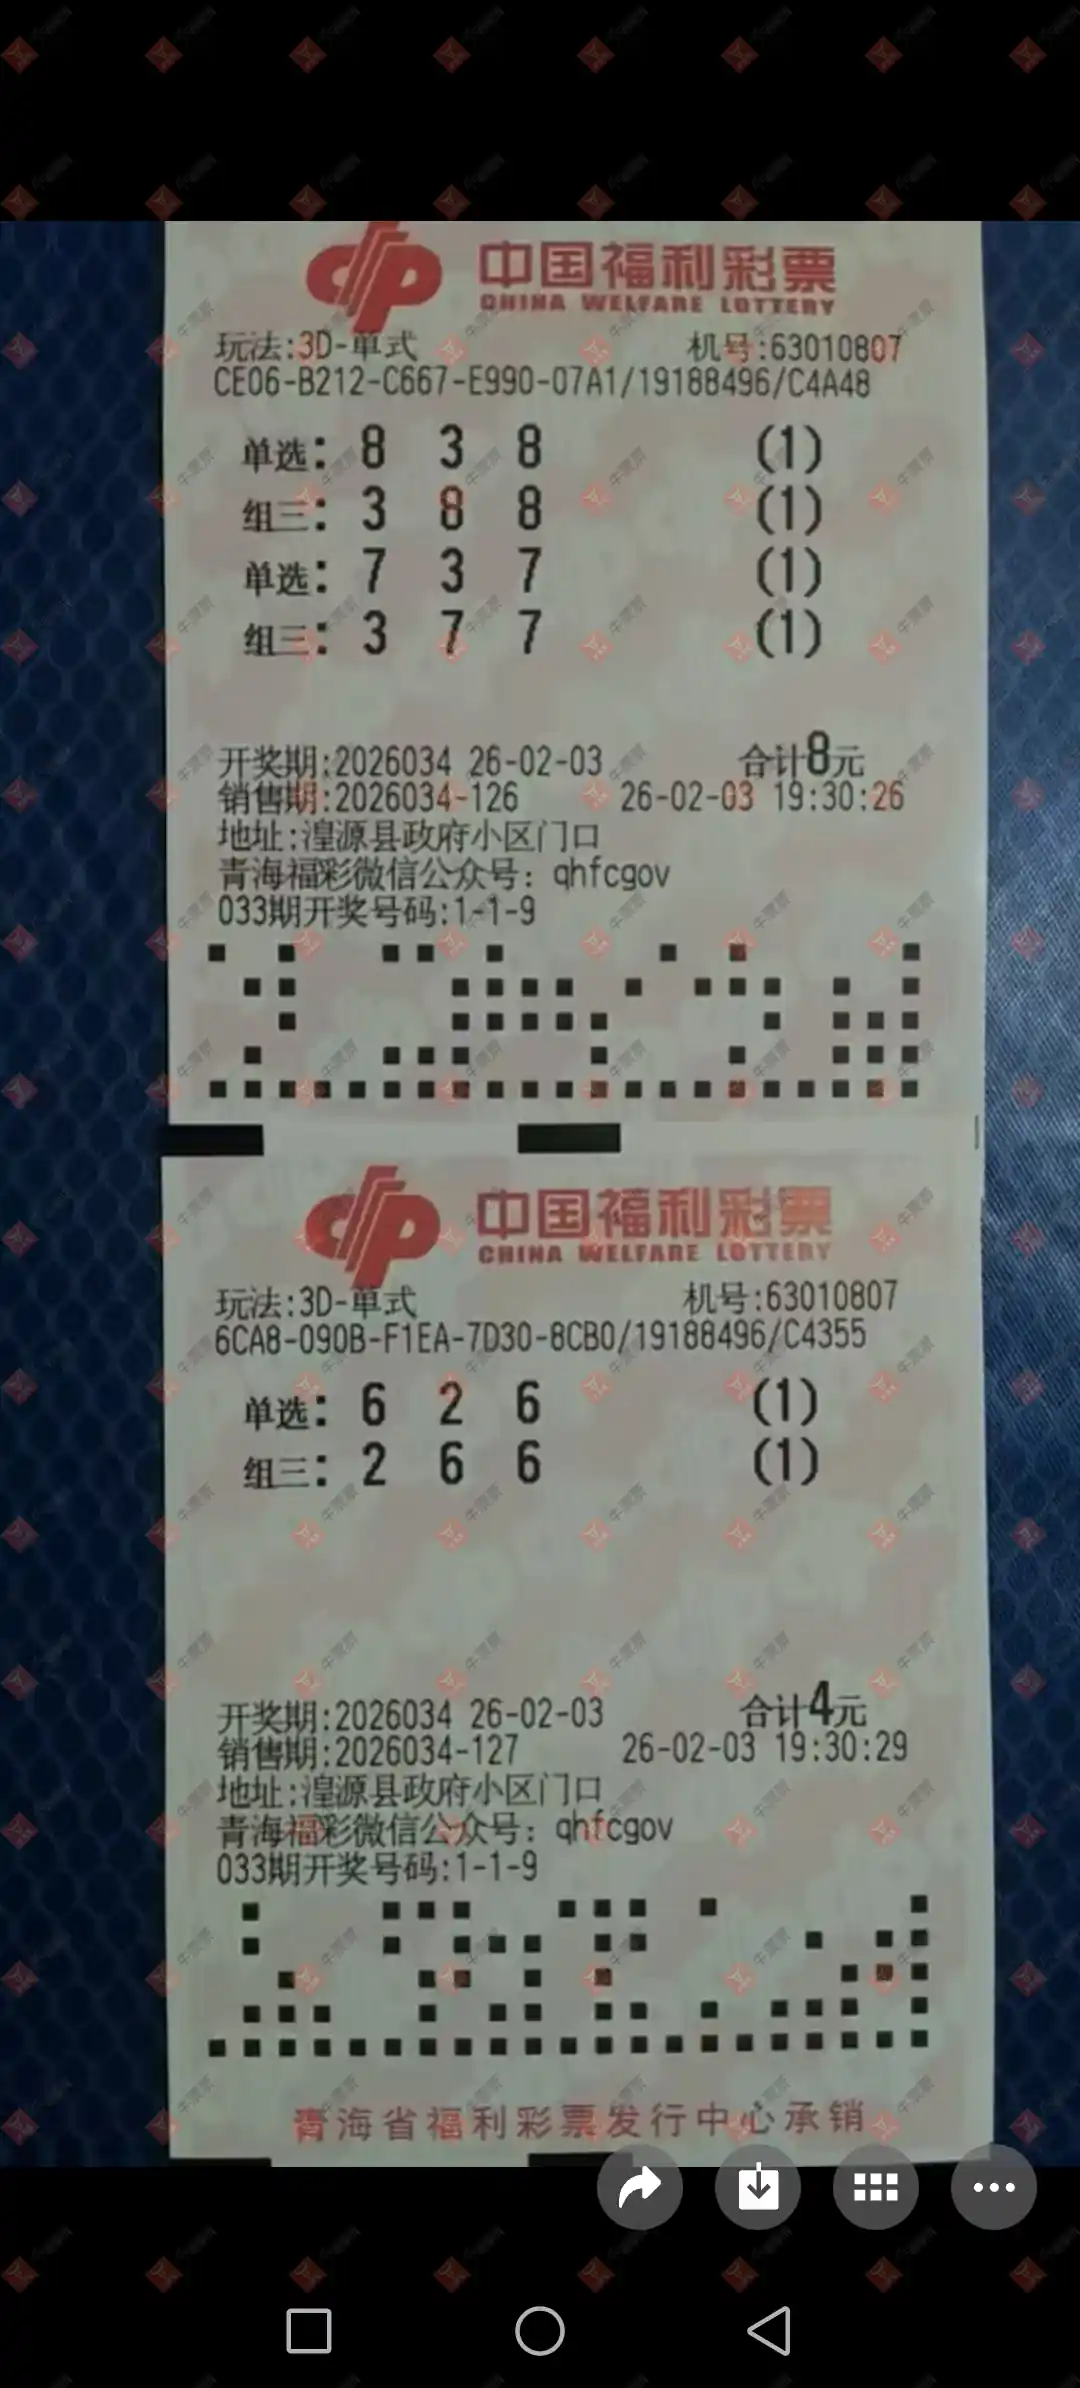 中国福利彩票
CHINA WELFARE LOTTERY
玩法:3D-单式 机号:63010807
CE06-B212-C667-E990-07A1/19188496/C4A48
单选: 8 3 8 (1)
组三: 3 8 8 (1)
单选: 7 3 7 (1)
组三: 3 7 7 (1)
开奖期:2026034 26-02-03 合计8元
销售期:2026034-126 26-02-03 19:30:26
地址:湟源县政府小区门口
青海福彩微信公众号: qhfcgov
033期开奖号码:1-1-9
中国福利彩票
CHINA WELFARE LOTTERY
玩法:3D-单式 机号:63010807
6CA8-090B-F1EA-7D30-8CB0/19188496/C4355
单选: 6 2 6 (1)
组三: 2 6 6 (1)
开奖期:2026034 26-02-03 合计4元
销售期:2026034-127 26-02-03 19:30:29
地址:湟源县政府小区门口
青海福彩微信公众号: qhfcgov
033期开奖号码:1-1-9
青海省福利彩票发行中心承销